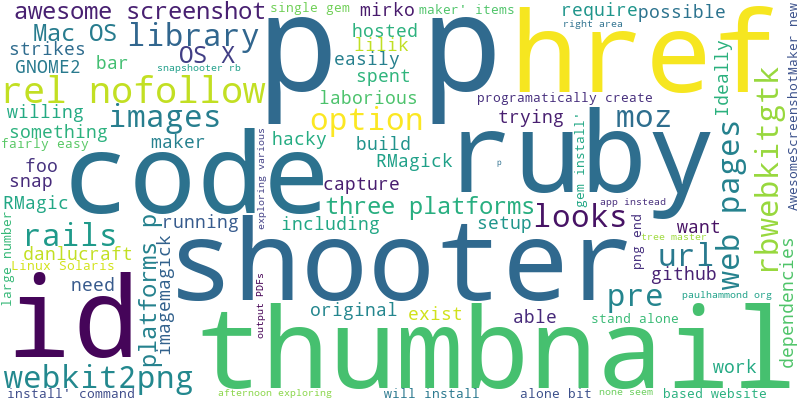 awesome screenshot
single gem
mirko
maker' items
require
possible
right area
AwesomeScreenshotMaker new
Mac OS
library
hosted
lilik
strikes
OS X
p p
href
GNOME2
bar
snapshooter rb
easily
spent
Ideally
rel nofollow
laborious
programatically create
rbwebkitgtk
willing
images
option
trying
moz
something
fairly easy
maker
hacky
build
gem install'
code
ruby
foo
RMagick
p
web pages
snap
exploring various
capture
RMagic
three platforms
app instead
large number
rails
running
including
setup
looks
want
shooter
png end
tree master
danlucraft
Linux Solaris
platforms p
imagemagick
url
github
dependencies
id
need
output PDFs
original
exist
able
pre
paulhammond org
stand alone
thumbnail
webkit2png
work
install' command
afternoon exploring
will install
alone bit
none seem
based website